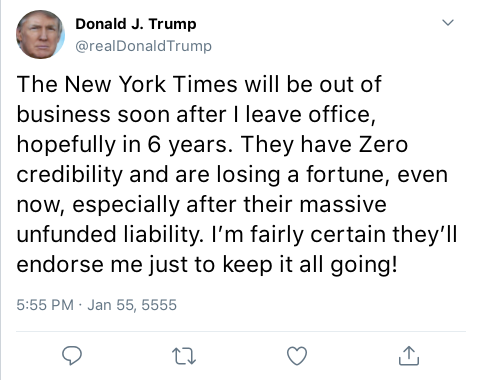 Donald J. Trump
@realDonaldTrump
The New York Times will be out of
business soon after I leave office,
hopefully in 6 years. They have Zero
credibility and are losing a fortune, even
now, especially after their massive
unfunded liability. I’m fairly certain they’ll
endorse me just to keep it all going!
5:55 PM · Jan 55, 5555